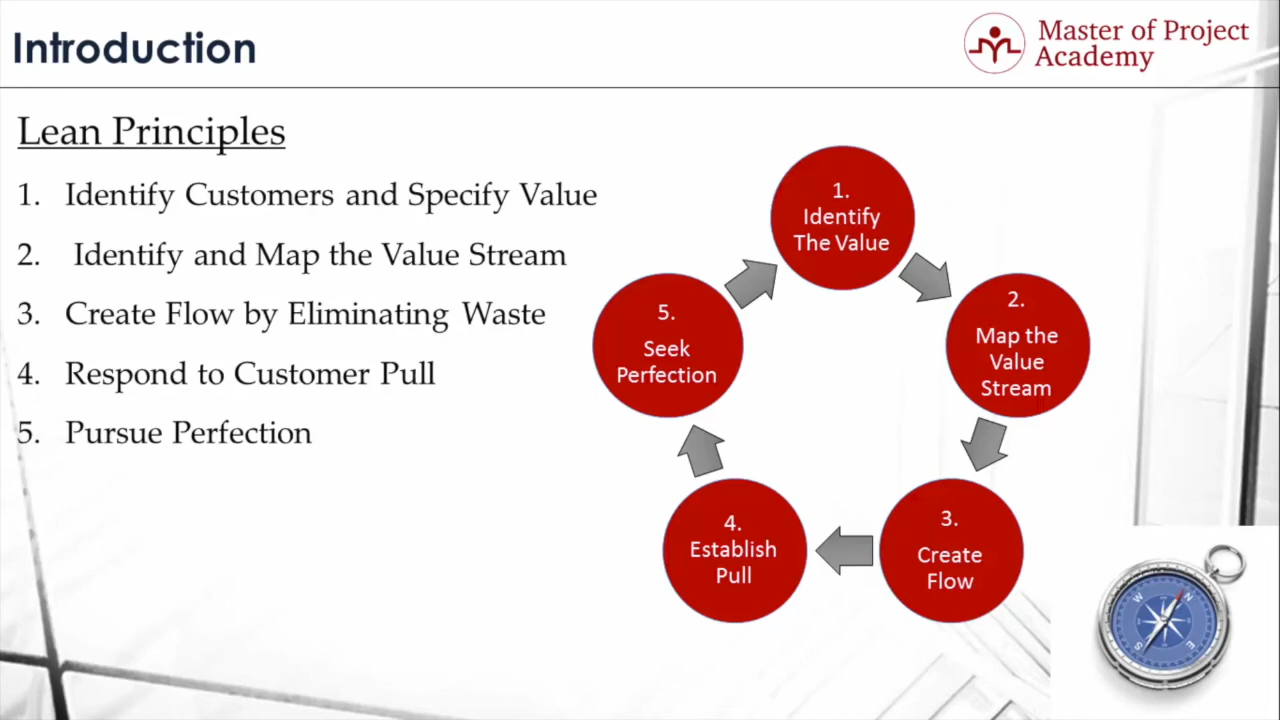 Introduction
Master of Project
Academy
Lean Principles
1. Identify Customers and Specify Value
2. Identify and Map the Value Stream
3. Create Flow by Eliminating Waste
4. Respond to Customer Pull
5. Pursue Perfection
1.
Identify
The Value
2.
Map the
Value
Stream
3.
Create
Flow
4.
Establish
Pull
5.
Seek
Perfection
N
E
S
W